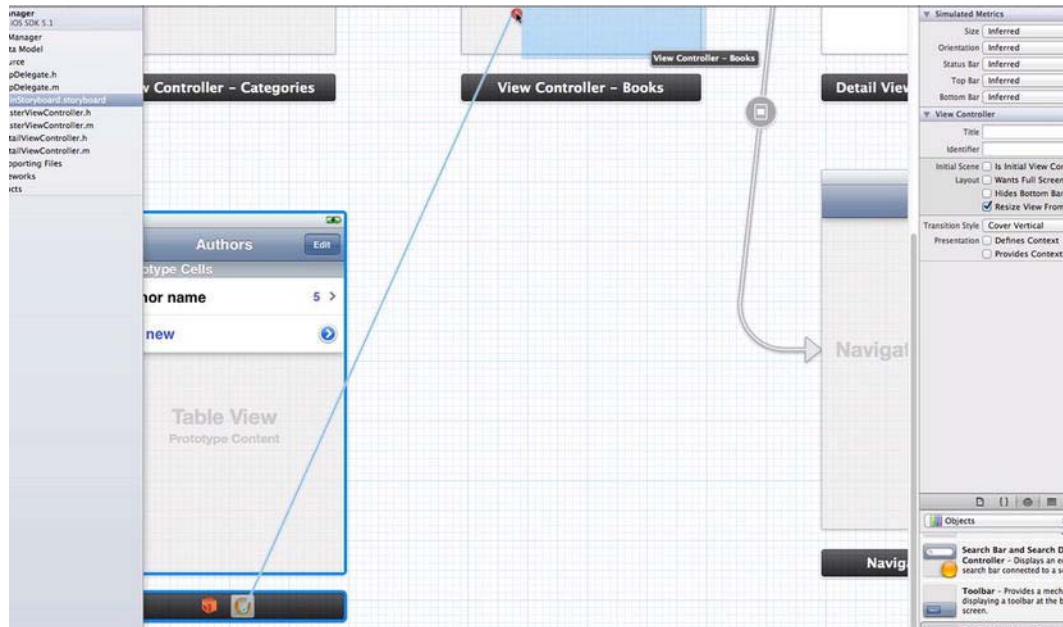 anager
iOS SDK 5.1
Manager
ta Model
urce
pDelegate.h
pDelegate.m
inStoryboard.storyboard
sterViewController.h
sterViewController.m
tailViewController.h
tailViewController.m
pporting Files
eworks
ucts
View Controller - Books
w Controller - Categories
View Controller - Books
Detail View
Authors
Edit
otype Cells
hor name
5
new
Table View
Prototype Content
Navigat
Naviga
Simulated Metrics
Size Inferred
Orientation Inferred
Status Bar Inferred
Top Bar Inferred
Bottom Bar Inferred
View Controller
Title
Identifier
Initial Scene Is Initial View Con
Layout Wants Full Screen
Hides Bottom Bar
Resize View From
Transition Style Cover Vertical
Presentation Defines Context
Provides Context
Objects
Search Bar and Search D
Controller - Displays an e
search bar connected to a s
Toolbar - Provides a mech
displaying a toolbar at the b
screen.